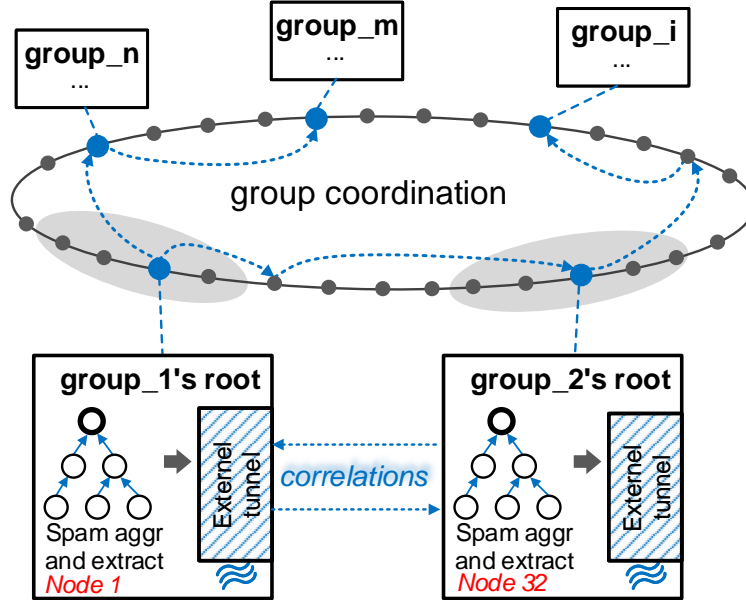 group_n
...
group_m
...
group_i
...
group coordination
group_1's root
Externel
tunnel
Spam aggr
and extract
Node 1
correlations
group_2's root
Externel
tunnel
Spam aggr
and extract
Node 32